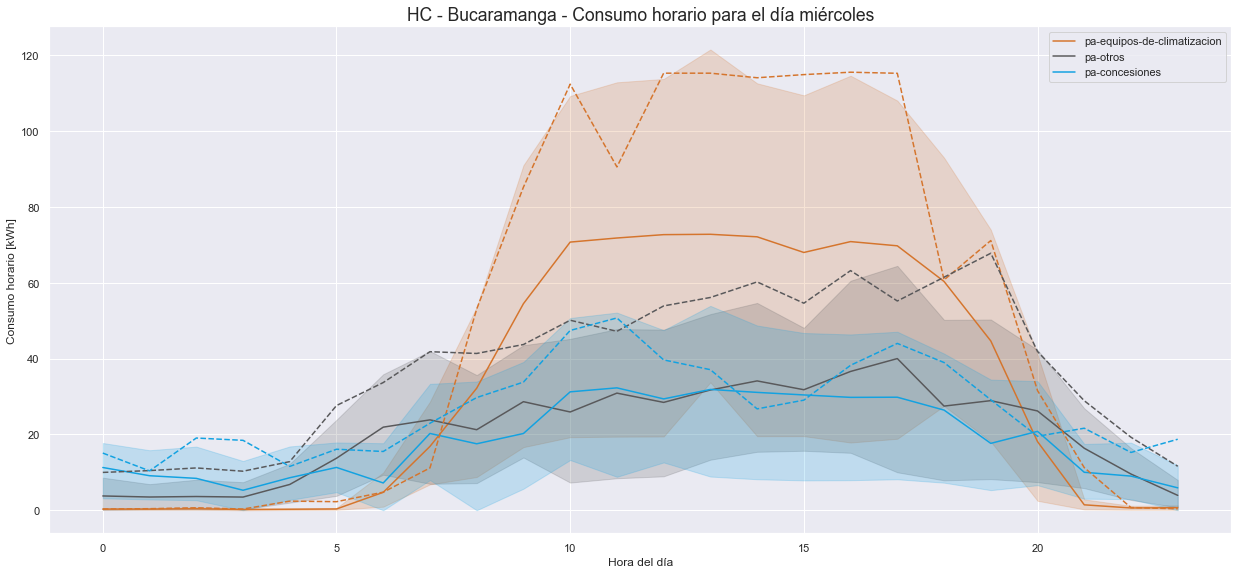 HC - Bucaramanga - Consumo horario para el día miércoles
pa-equipos-de-climatizacion
pa-otros
pa-concesiones
Consumo horario [kWh]
120
100
80
60
40
20
0
0 5 10 15 20
Hora del día